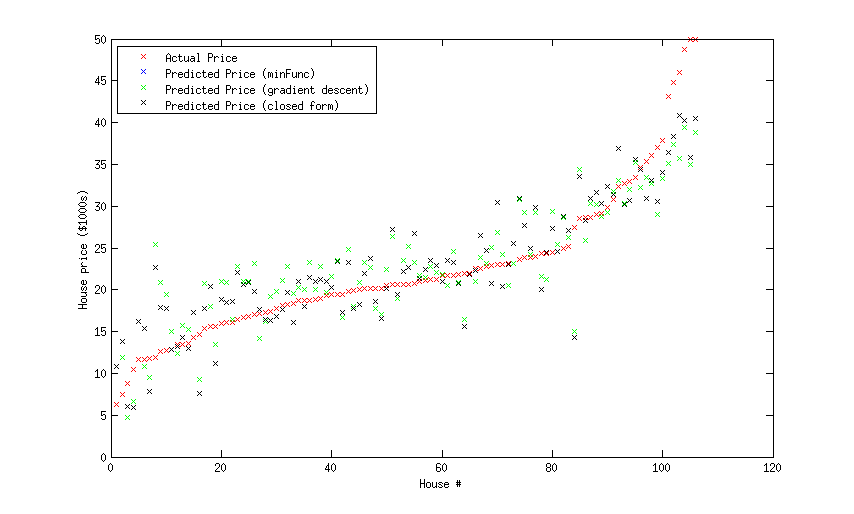 50
45
40
35
30
25
20
15
10
5
0
Actual Price
Predicted Price (minFunc)
Predicted Price (gradient descent)
Predicted Price (closed form)
House price ($1000s)
0 20 40 60 80 100 120
House #